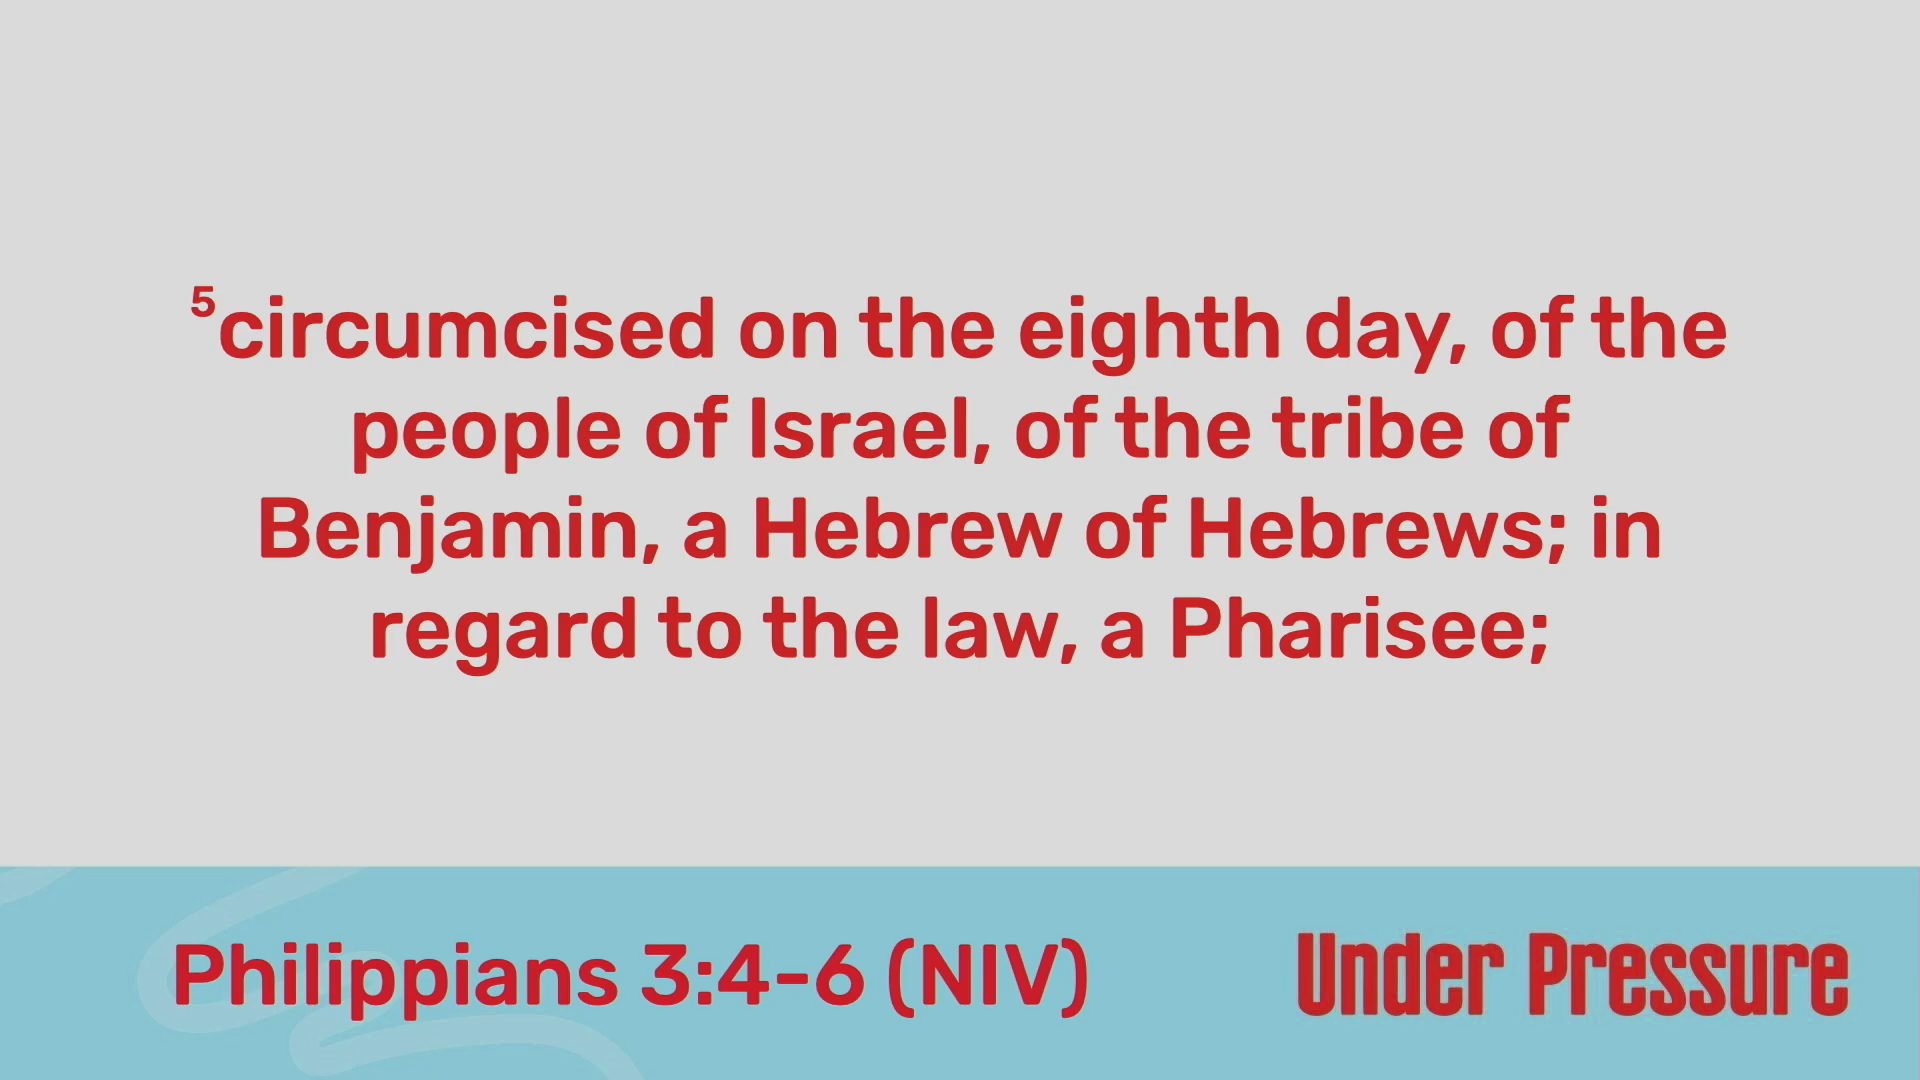 ⁵circumcised on the eighth day, of the
people of Israel, of the tribe of
Benjamin, a Hebrew of Hebrews; in
regard to the law, a Pharisee;
Philippians 3:4-6 (NIV)
Under Pressure